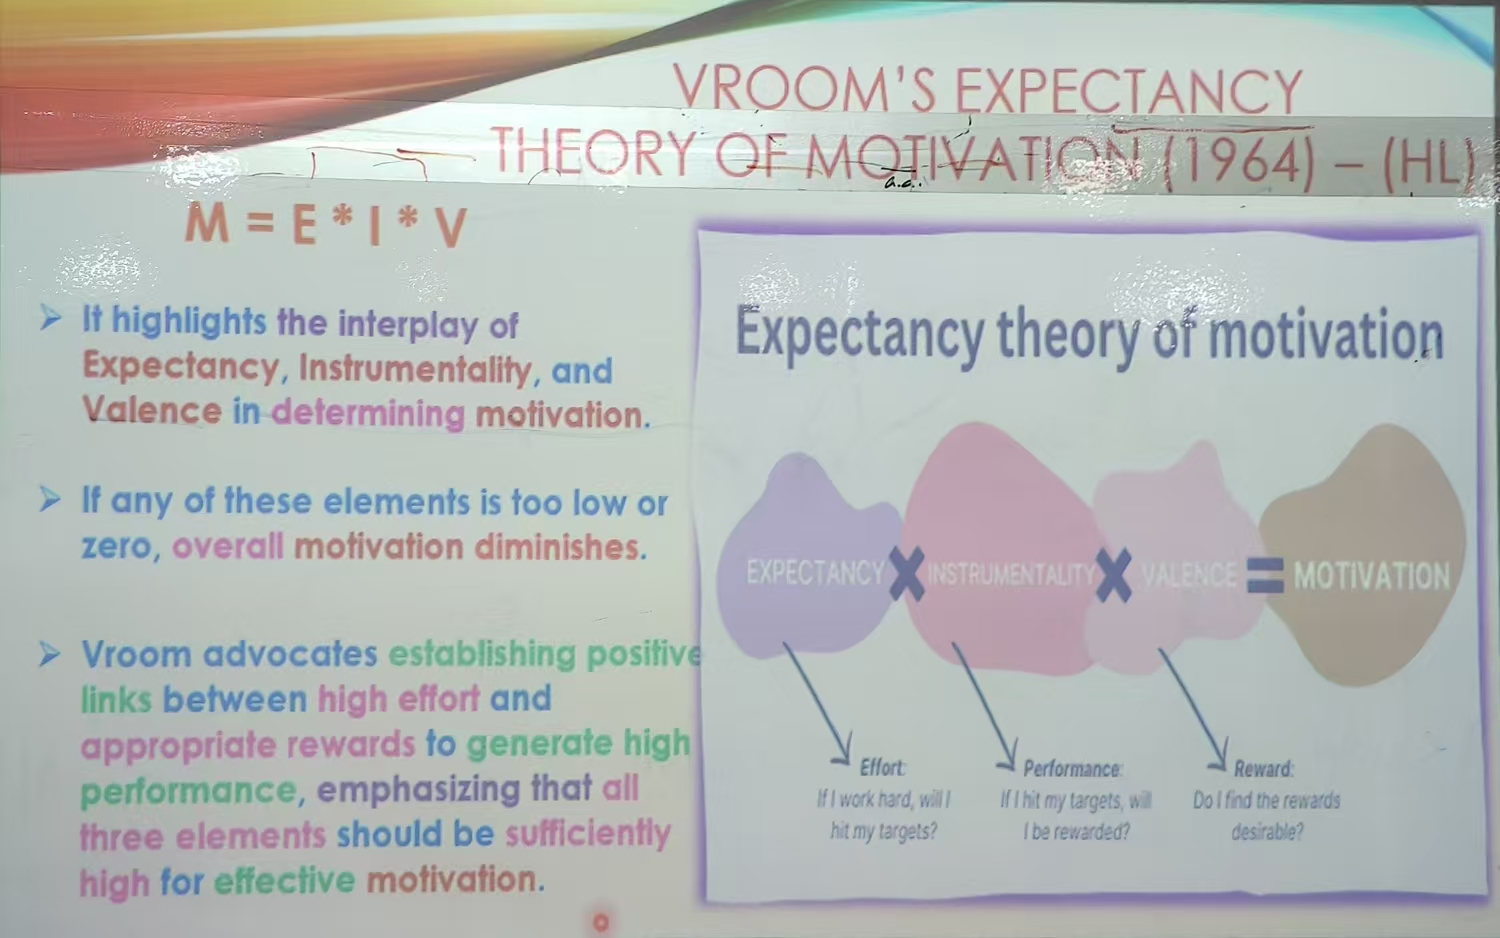 VROOM'S EXPECTANCY
THEORY OF MOTIVATION (1964) – (HL)
M = E * I * V
It highlights the interplay of
Expectancy, Instrumentality, and
Valence in determining motivation.
If any of these elements is too low or
zero, overall motivation diminishes.
Vroom advocates establishing positive
links between high effort and
appropriate rewards to generate high
performance, emphasizing that all
three elements should be sufficiently
high for effective motivation.
Expectancy theory of motivation
EXPECTANCY X INSTRUMENTALITY X VALENCE = MOTIVATION
Effort:
If I work hard, will I
hit my targets?
Performance:
If I hit my targets, will
I be rewarded?
Reward:
Do I find the rewards
desirable?